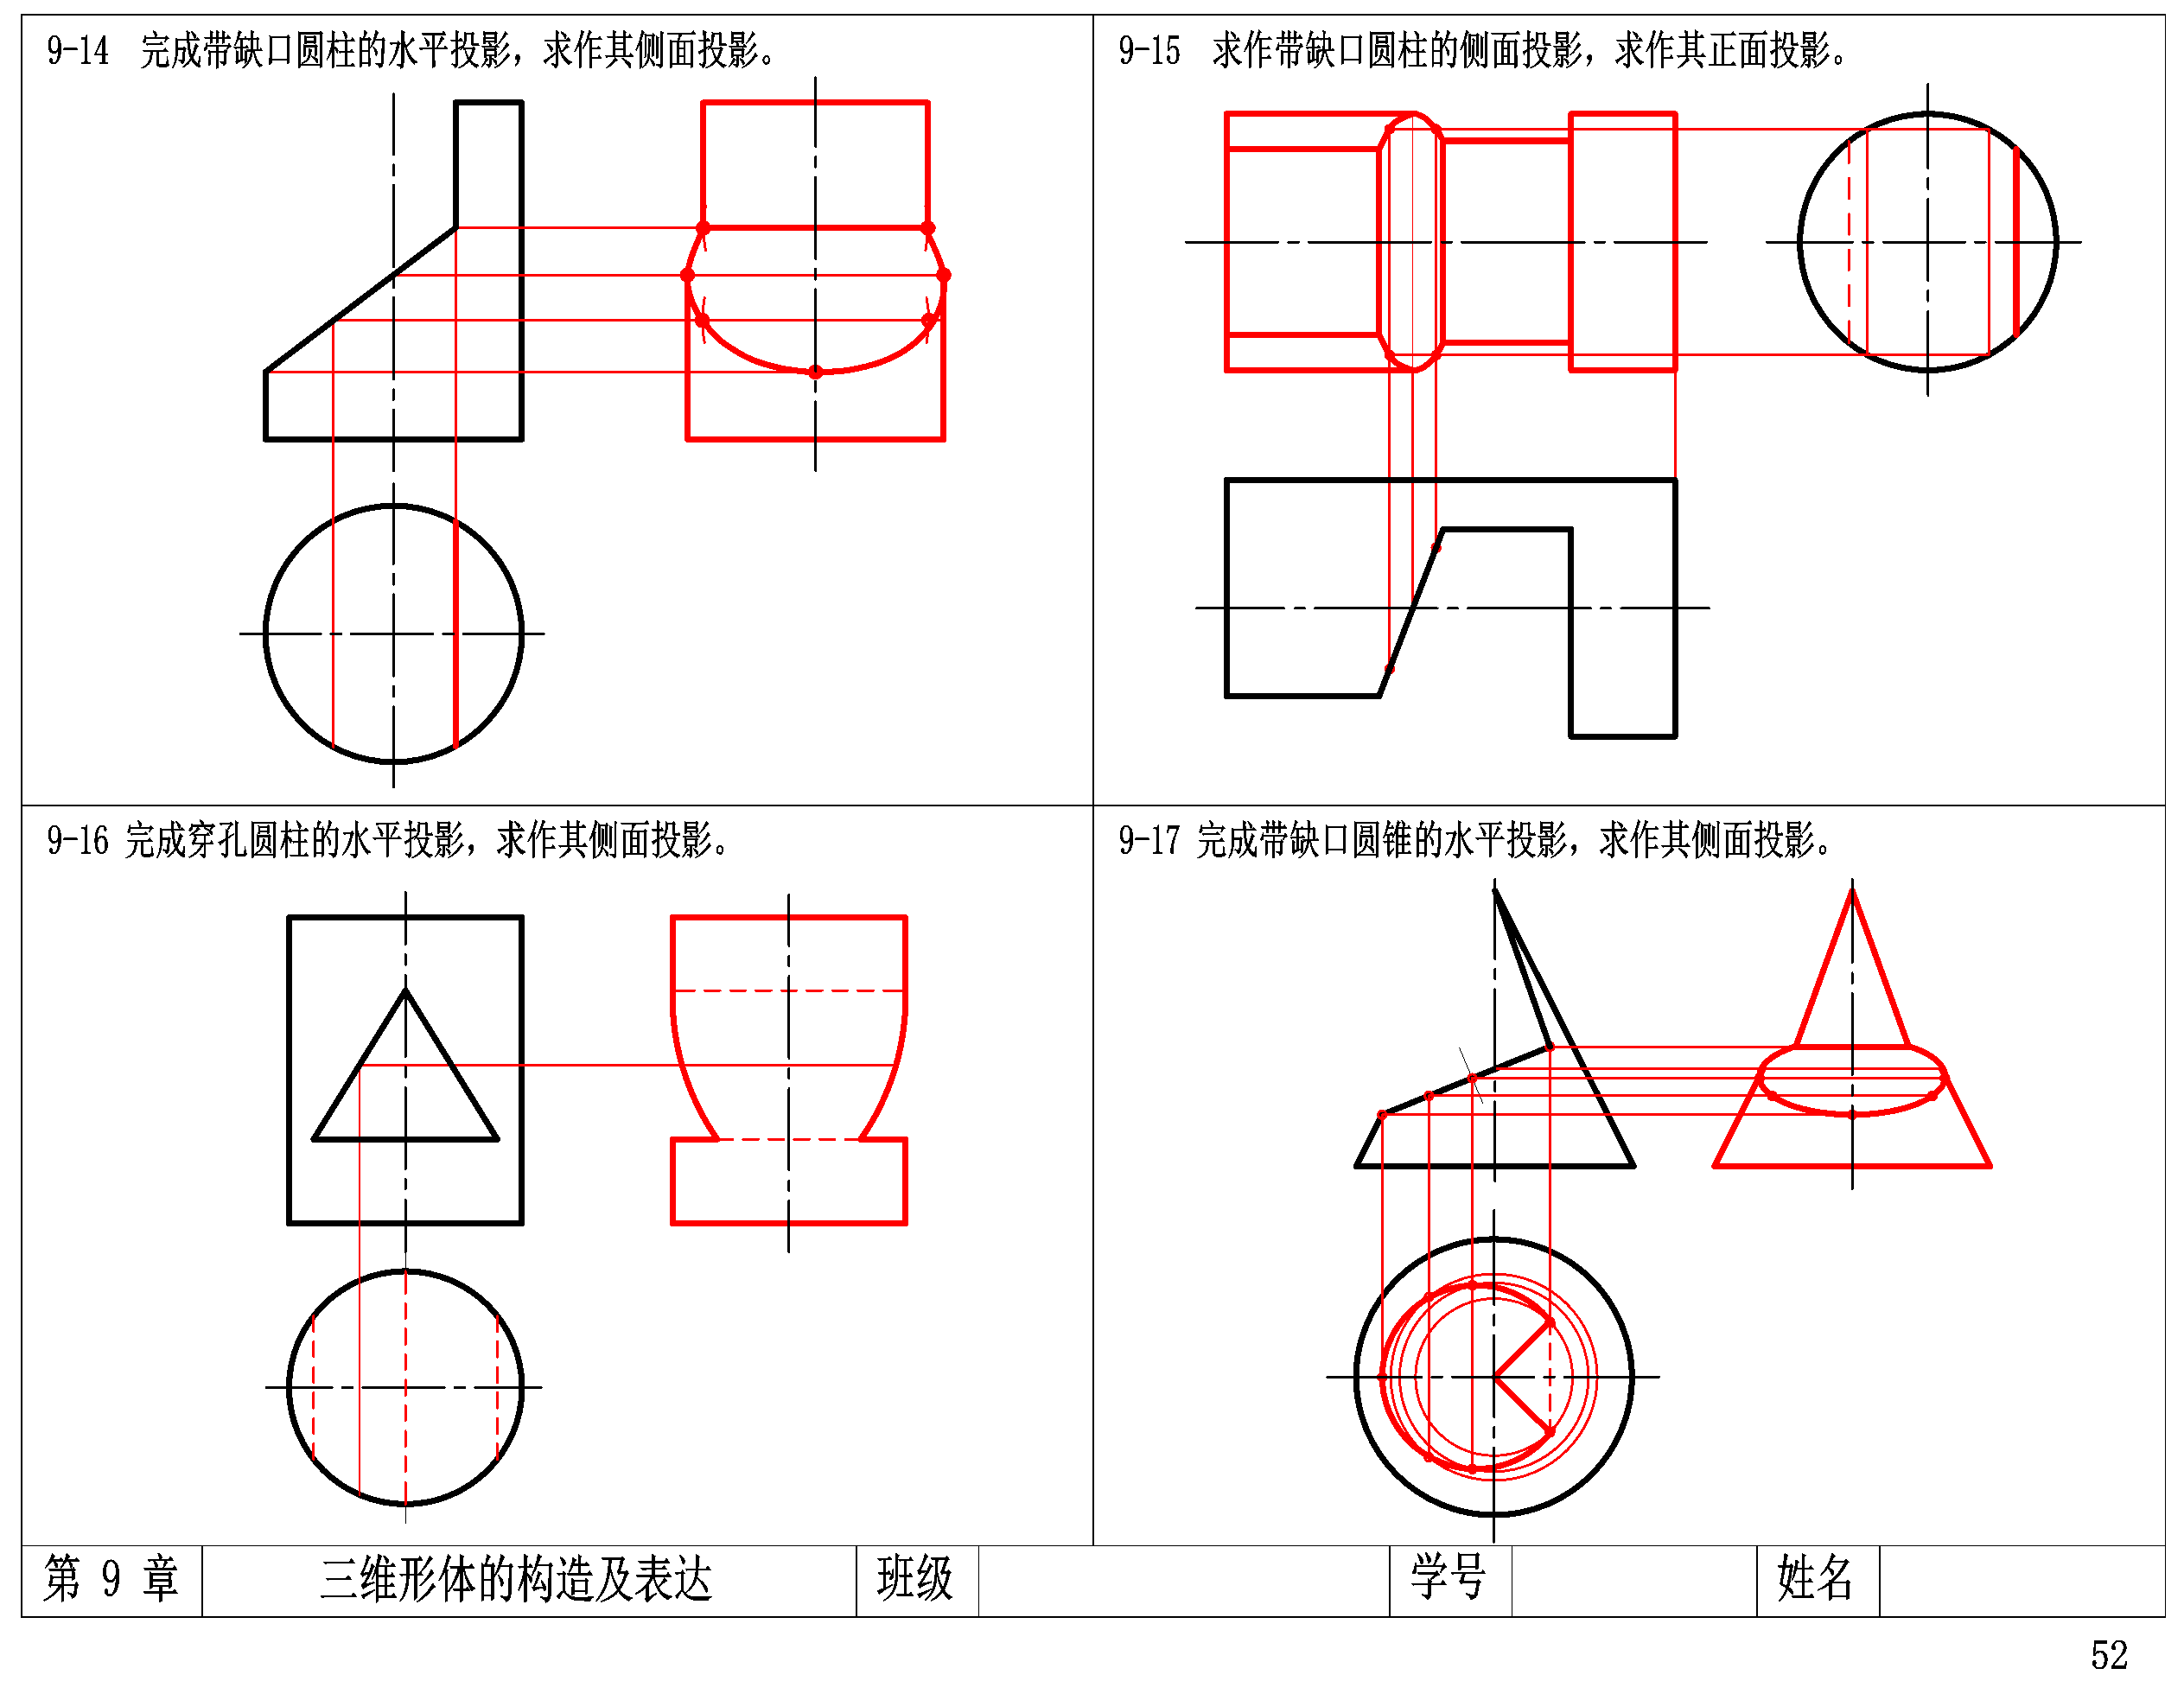 9-14 完成带缺口圆柱的水平投影，求作其侧面投影。
9-15 求作带缺口圆柱的侧面投影，求作其正面投影。
9-16 完成穿孔圆柱的水平投影，求作其侧面投影。
9-17 完成带缺口圆锥的水平投影，求作其侧面投影。
第 9 章 三维形体的构造及表达 班级 学号 姓名
52